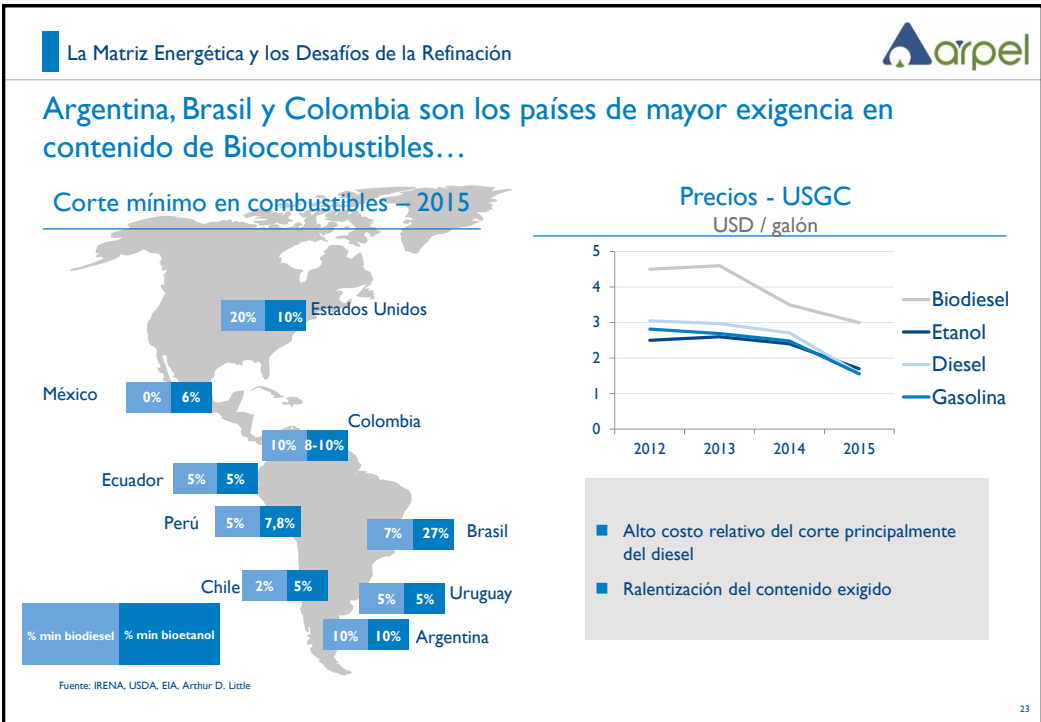 La Matriz Energética y los Desafíos de la Refinación
arpel
Argentina, Brasil y Colombia son los países de mayor exigencia en
contenido de Biocombustibles…
Corte mínimo en combustibles – 2015
20% 10% Estados Unidos
México 0% 6%
Colombia
10% 8-10%
Ecuador 5% 5%
Perú 5% 7,8%
7% 27% Brasil
Chile 2% 5%
5% 5% Uruguay
10% 10% Argentina
% min biodiesel % min bioetanol
Fuente: IRENA, USDA, EIA, Arthur D. Little
Precios - USGC
USD / galón
5
4
3
2
1
0
2012 2013 2014 2015
Biodiesel
Etanol
Diesel
Gasolina
Alto costo relativo del corte principalmente
del diesel
Ralentización del contenido exigido
23